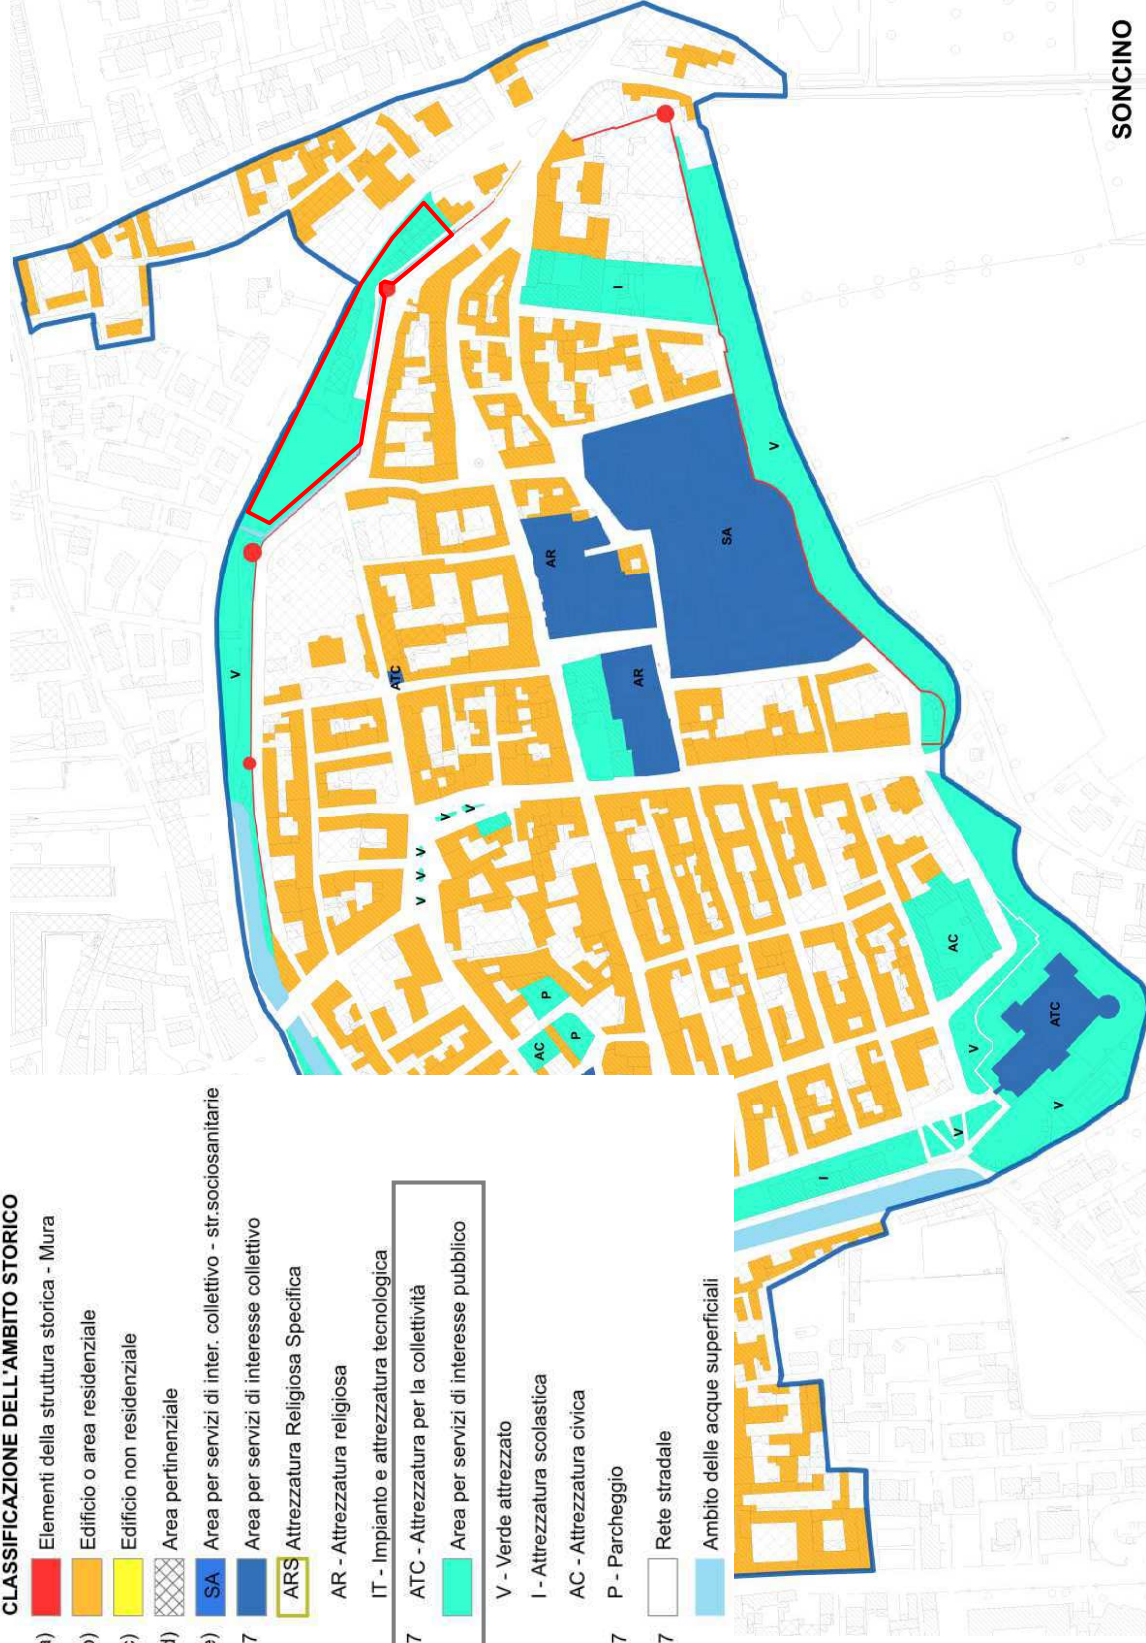 SONCINO
CLASSIFICAZIONE DELL'AMBITO STORICO
Elementi della struttura storica - Mura
Edificio o area residenziale
Edificio non residenziale
Area pertinenziale
SA Area per servizi di inter. collettivo - str.sociosanitarie
7 Area per servizi di interesse collettivo
ARS Attrezzatura Religiosa Specifica
AR - Attrezzatura religiosa
IT - Impianto e attrezzatura tecnologica
7 ATC - Attrezzatura per la collettività
Area per servizi di interesse pubblico
V - Verde attrezzato
I - Attrezzatura scolastica
AC - Attrezzatura civica
7 P - Parcheggio
7 Rete stradale
Ambito delle acque superficiali
V
I
V
SA
AR
AR
ATC
V
V
V
V
V
P
P
AC
AC
ATC
V
V
V
I